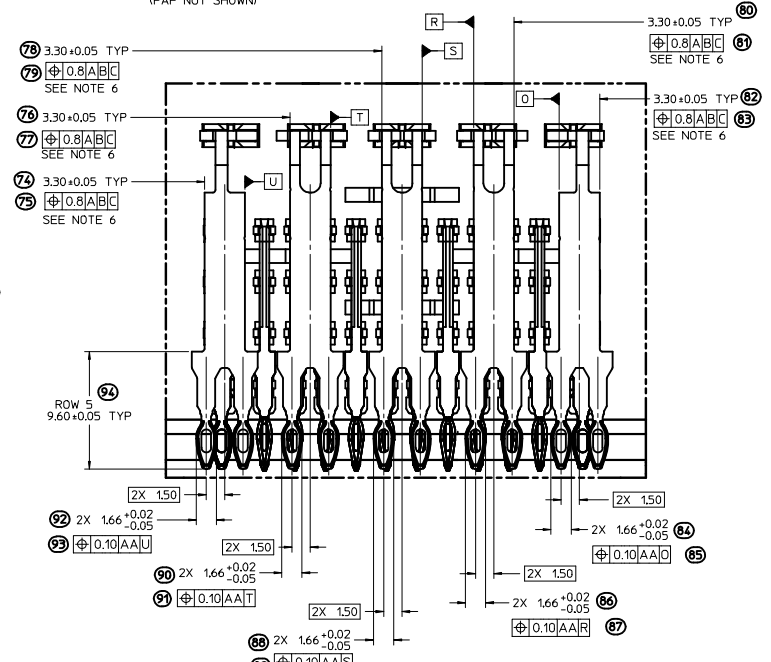 (PAP NOT SHOWN)
80
R
3.30±0.05 TYP
78 3.30±0.05 TYP
S
⌖ 0.8 A B C 81
79 ⌖ 0.8 A B C
SEE NOTE 6
SEE NOTE 6
O
3.30±0.05 TYP 82
76 3.30±0.05 TYP
T
⌖ 0.8 A B C 83
77 ⌖ 0.8 A B C
SEE NOTE 6
SEE NOTE 6
74 3.30±0.05 TYP
U
75 ⌖ 0.8 A B C
SEE NOTE 6
94
ROW 5
9.60±0.05 TYP
2X 1.50
2X 1.50
92 2X 1.66 +0.02 -0.05
2X 1.66 +0.02 -0.05 84
93 ⌖ 0.10 AA U
2X 1.50
⌖ 0.10 AA O 85
90 2X 1.66 +0.02 -0.05
2X 1.50
91 ⌖ 0.10 AA T
2X 1.50
2X 1.66 +0.02 -0.05 86
⌖ 0.10 AA R 87
88 2X 1.66 +0.02 -0.05
⌖ 0.10 AA S